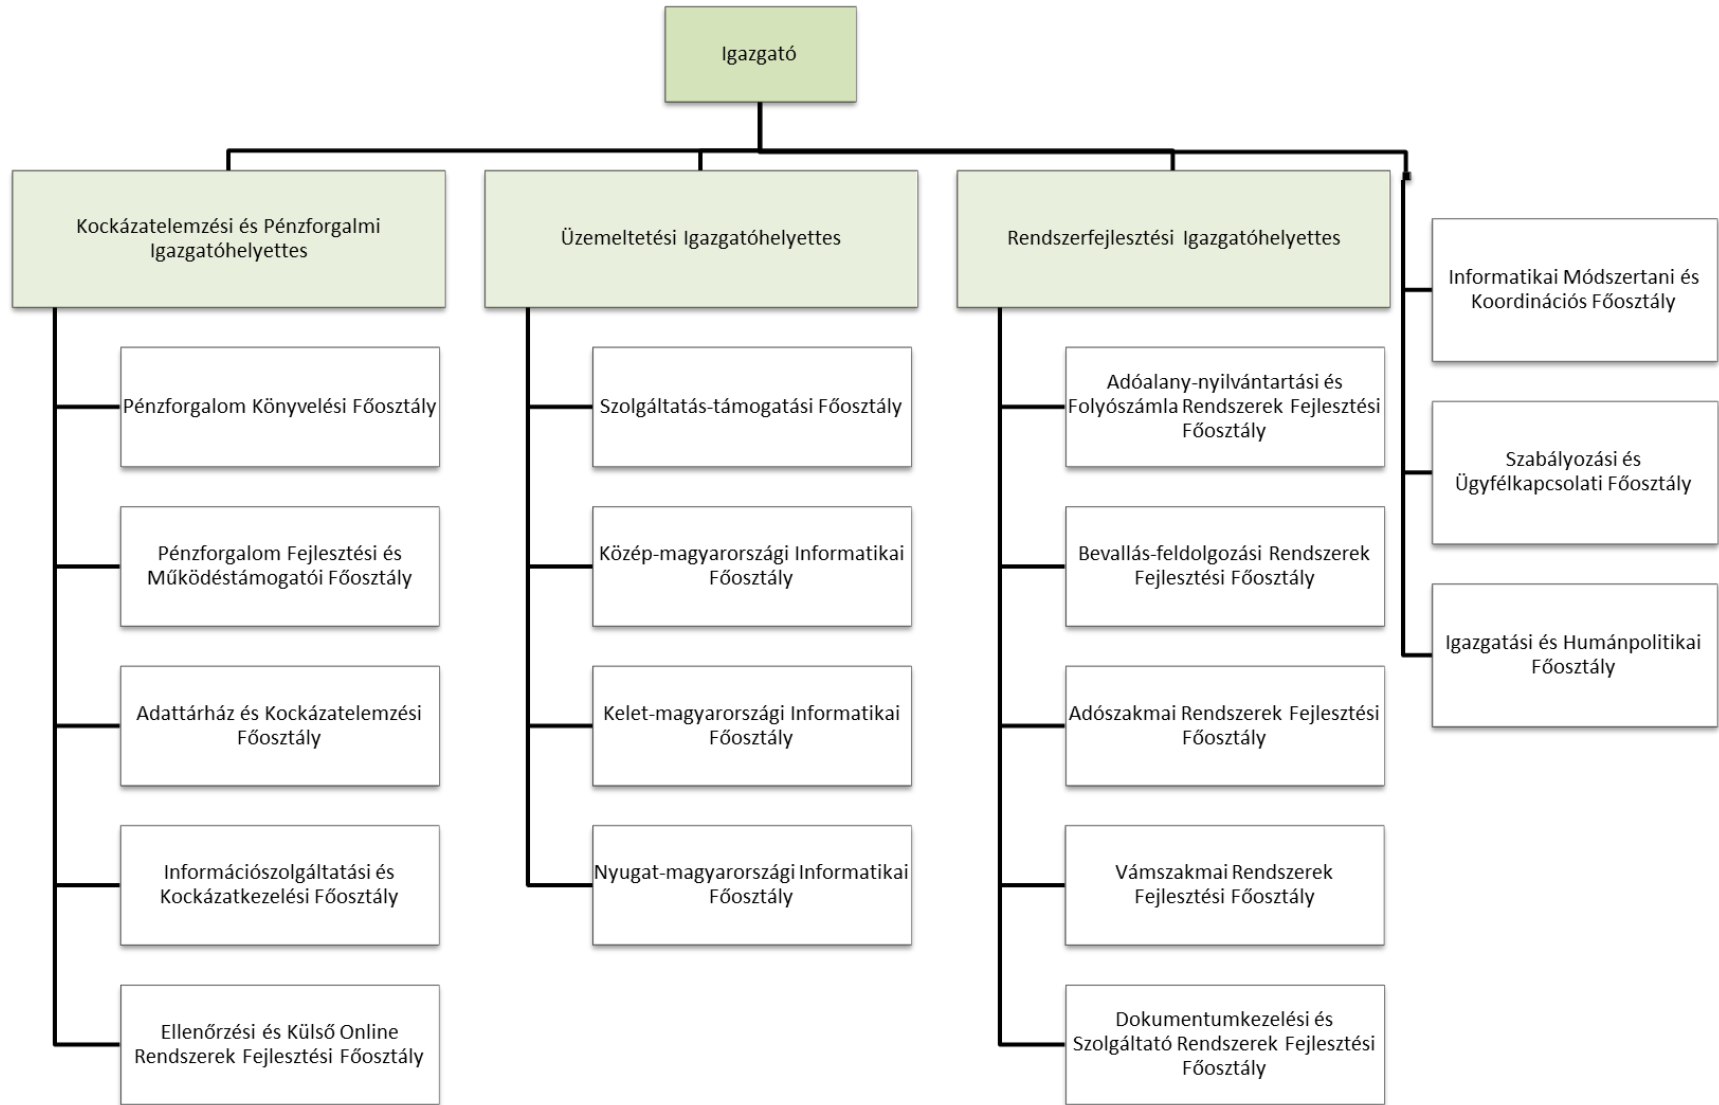 Igazgató
Kockázatelemzési és Pénzforgalmi
Igazgatóhelyettes
Pénzforgalom Könyvelési Főosztály
Pénzforgalom Fejlesztési és
Működéstámogatói Főosztály
Adattárház és Kockázatelemzési
Főosztály
Információszolgáltatási és
Kockázatkezelési Főosztály
Ellenőrzési és Külső Online
Rendszerek Fejlesztési Főosztály
Üzemeltetési Igazgatóhelyettes
Szolgáltatás-támogatási Főosztály
Közép-magyarországi Informatikai
Főosztály
Kelet-magyarországi Informatikai
Főosztály
Nyugat-magyarországi Informatikai
Főosztály
Rendszerfejlesztési Igazgatóhelyettes
Adóalany-nyilvántartási és
Folyószámla Rendszerek Fejlesztési
Főosztály
Bevallás-feldolgozási Rendszerek
Fejlesztési Főosztály
Adószakmai Rendszerek Fejlesztési
Főosztály
Vámszakmai Rendszerek
Fejlesztési Főosztály
Dokumentumkezelési és
Szolgáltató Rendszerek Fejlesztési
Főosztály
Informatikai Módszertani és
Koordinációs Főosztály
Szabályozási és
Ügyfélkapcsolati Főosztály
Igazgatási és Humánpolitikai
Főosztály